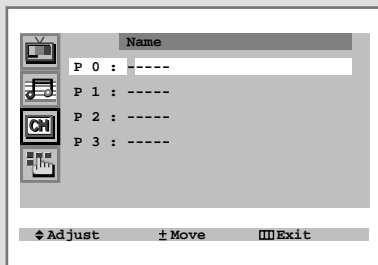 Name
P 0 : -----
P 1 : -----
P 2 : -----
P 3 : -----
CH
Adjust ± Move Exit